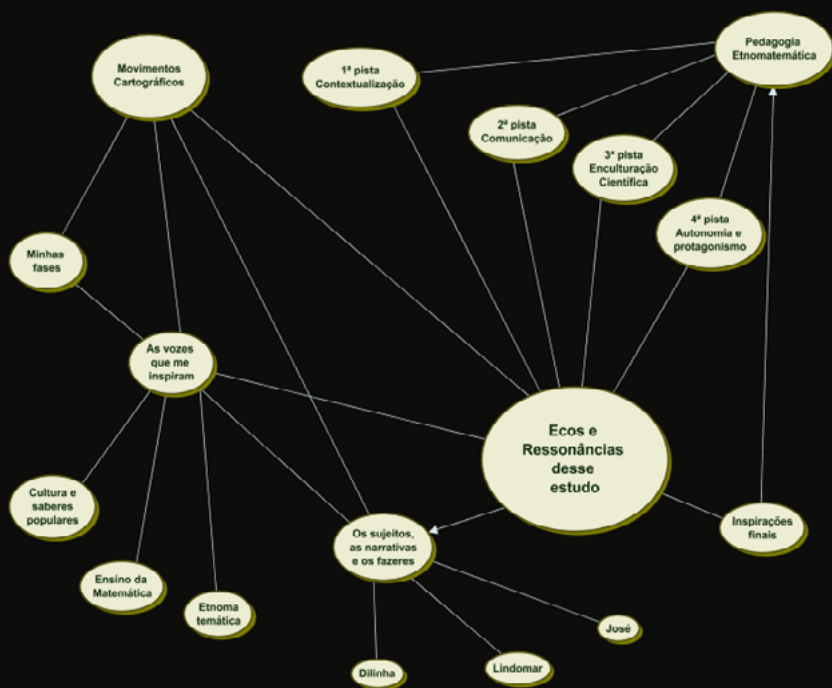 Movimentos
Cartográficos
1ª pista
Contextualização
Pedagogia
Etnomatemática
2ª pista
Comunicação
3ª pista
Enculturação
Científica
4ª pista
Autonomia e
protagonismo
Minhas
fases
As vozes
que me
inspiram
Ecos e
Ressonâncias
desse
estudo
Cultura e
saberes
populares
Os sujeitos,
as narrativas
e os fazeres
Inspirações
finais
Ensino da
Matemática
Etnoma
temática
José
Dilinha
Lindomar